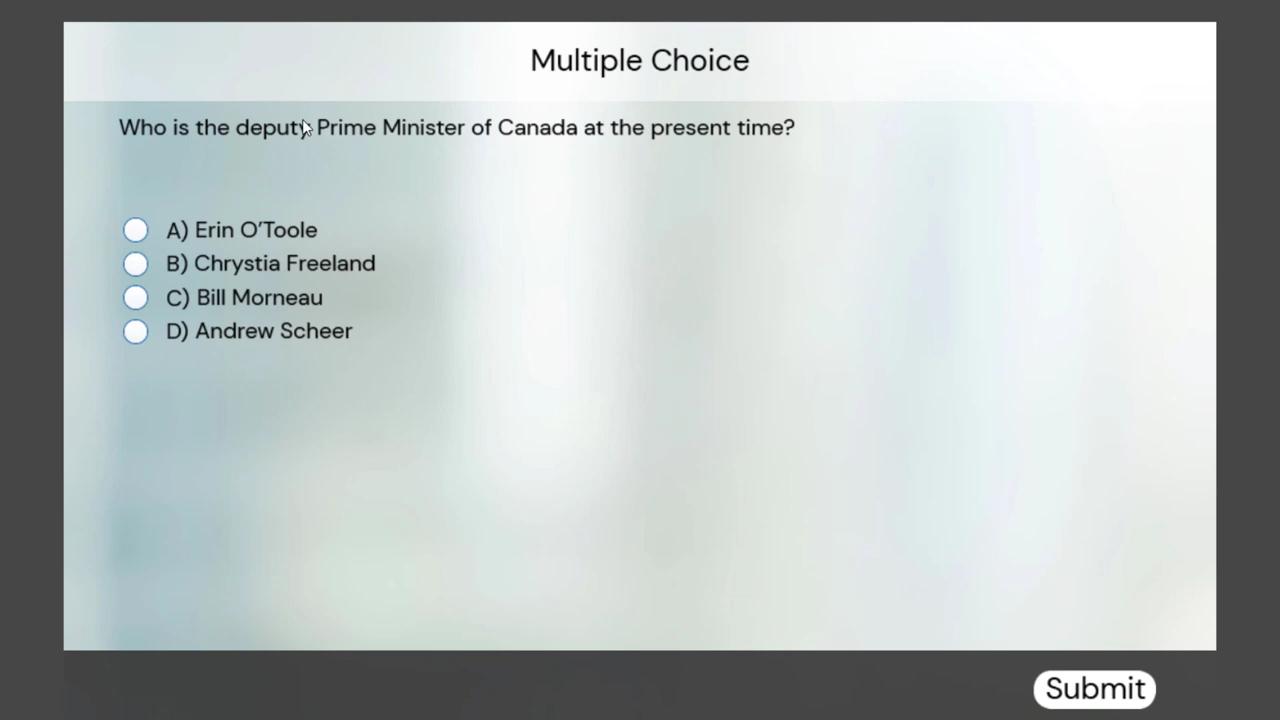 Multiple Choice
Who is the deputy Prime Minister of Canada at the present time?
A) Erin O’Toole
B) Chrystia Freeland
C) Bill Morneau
D) Andrew Scheer
Submit